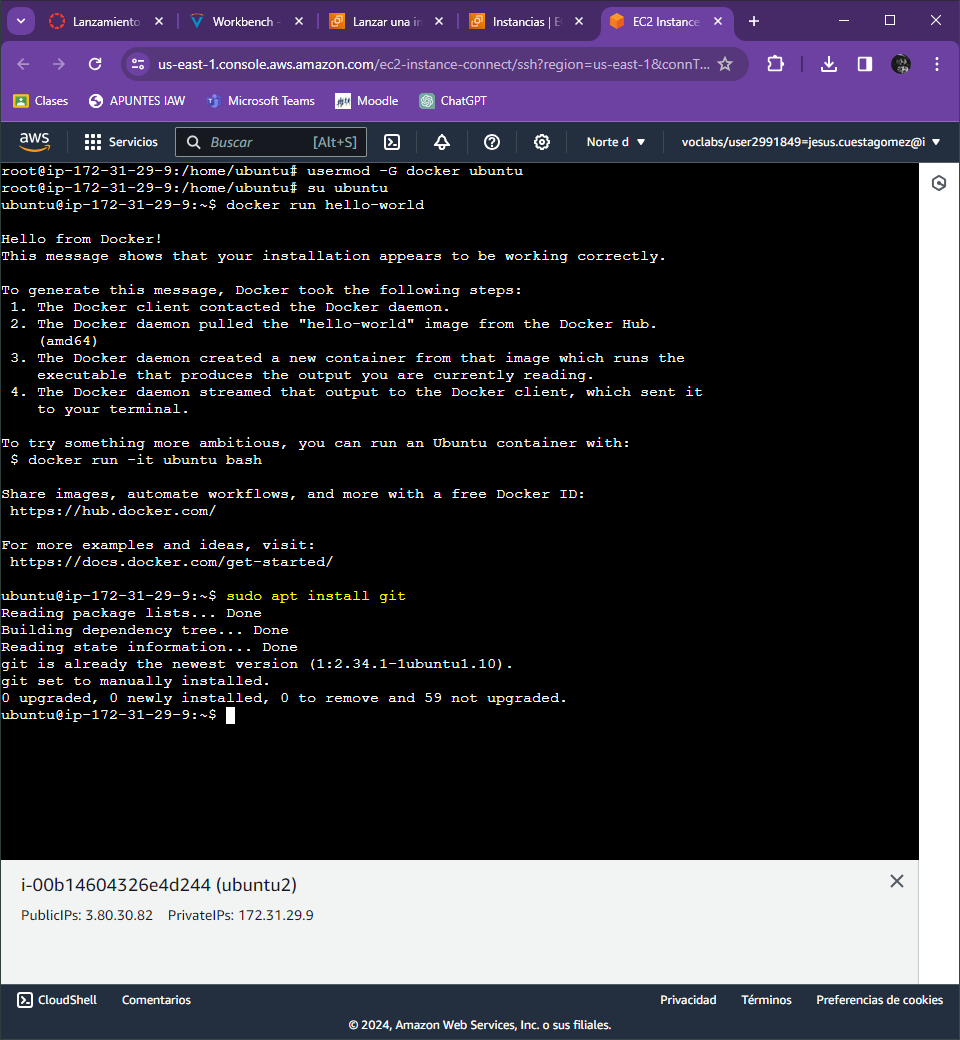 Lanzamiento
Workbench -
Lanzar una in
Instancias | E
EC2 Instance
us-east-1.console.aws.amazon.com/ec2-instance-connect/ssh?region=us-east-1&connT...
Clases
APUNTES IAW
Microsoft Teams
Moodle
ChatGPT
aws
Servicios
Buscar
[Alt+S]
Norte d
voclabs/user2991849=jesus.cuestagomez@i
root@ip-172-31-29-9:/home/ubuntu# usermod -G docker ubuntu
root@ip-172-31-29-9:/home/ubuntu# su ubuntu
ubuntu@ip-172-31-29-9:~$ docker run hello-world
Hello from Docker!
This message shows that your installation appears to be working correctly.
To generate this message, Docker took the following steps:
1. The Docker client contacted the Docker daemon.
2. The Docker daemon pulled the "hello-world" image from the Docker Hub.
(amd64)
3. The Docker daemon created a new container from that image which runs the
executable that produces the output you are currently reading.
4. The Docker daemon streamed that output to the Docker client, which sent it
to your terminal.
To try something more ambitious, you can run an Ubuntu container with:
$ docker run -it ubuntu bash
Share images, automate workflows, and more with a free Docker ID:
https://hub.docker.com/
For more examples and ideas, visit:
https://docs.docker.com/get-started/
ubuntu@ip-172-31-29-9:~$ sudo apt install git
Reading package lists... Done
Building dependency tree... Done
Reading state information... Done
git is already the newest version (1:2.34.1-1ubuntu1.10).
git set to manually installed.
0 upgraded, 0 newly installed, 0 to remove and 59 not upgraded.
ubuntu@ip-172-31-29-9:~$
i-00b14604326e4d244 (ubuntu2)
PublicIPs: 3.80.30.82 PrivateIPs: 172.31.29.9
CloudShell
Comentarios
Privacidad
Términos
Preferencias de cookies
© 2024, Amazon Web Services, Inc. o sus filiales.